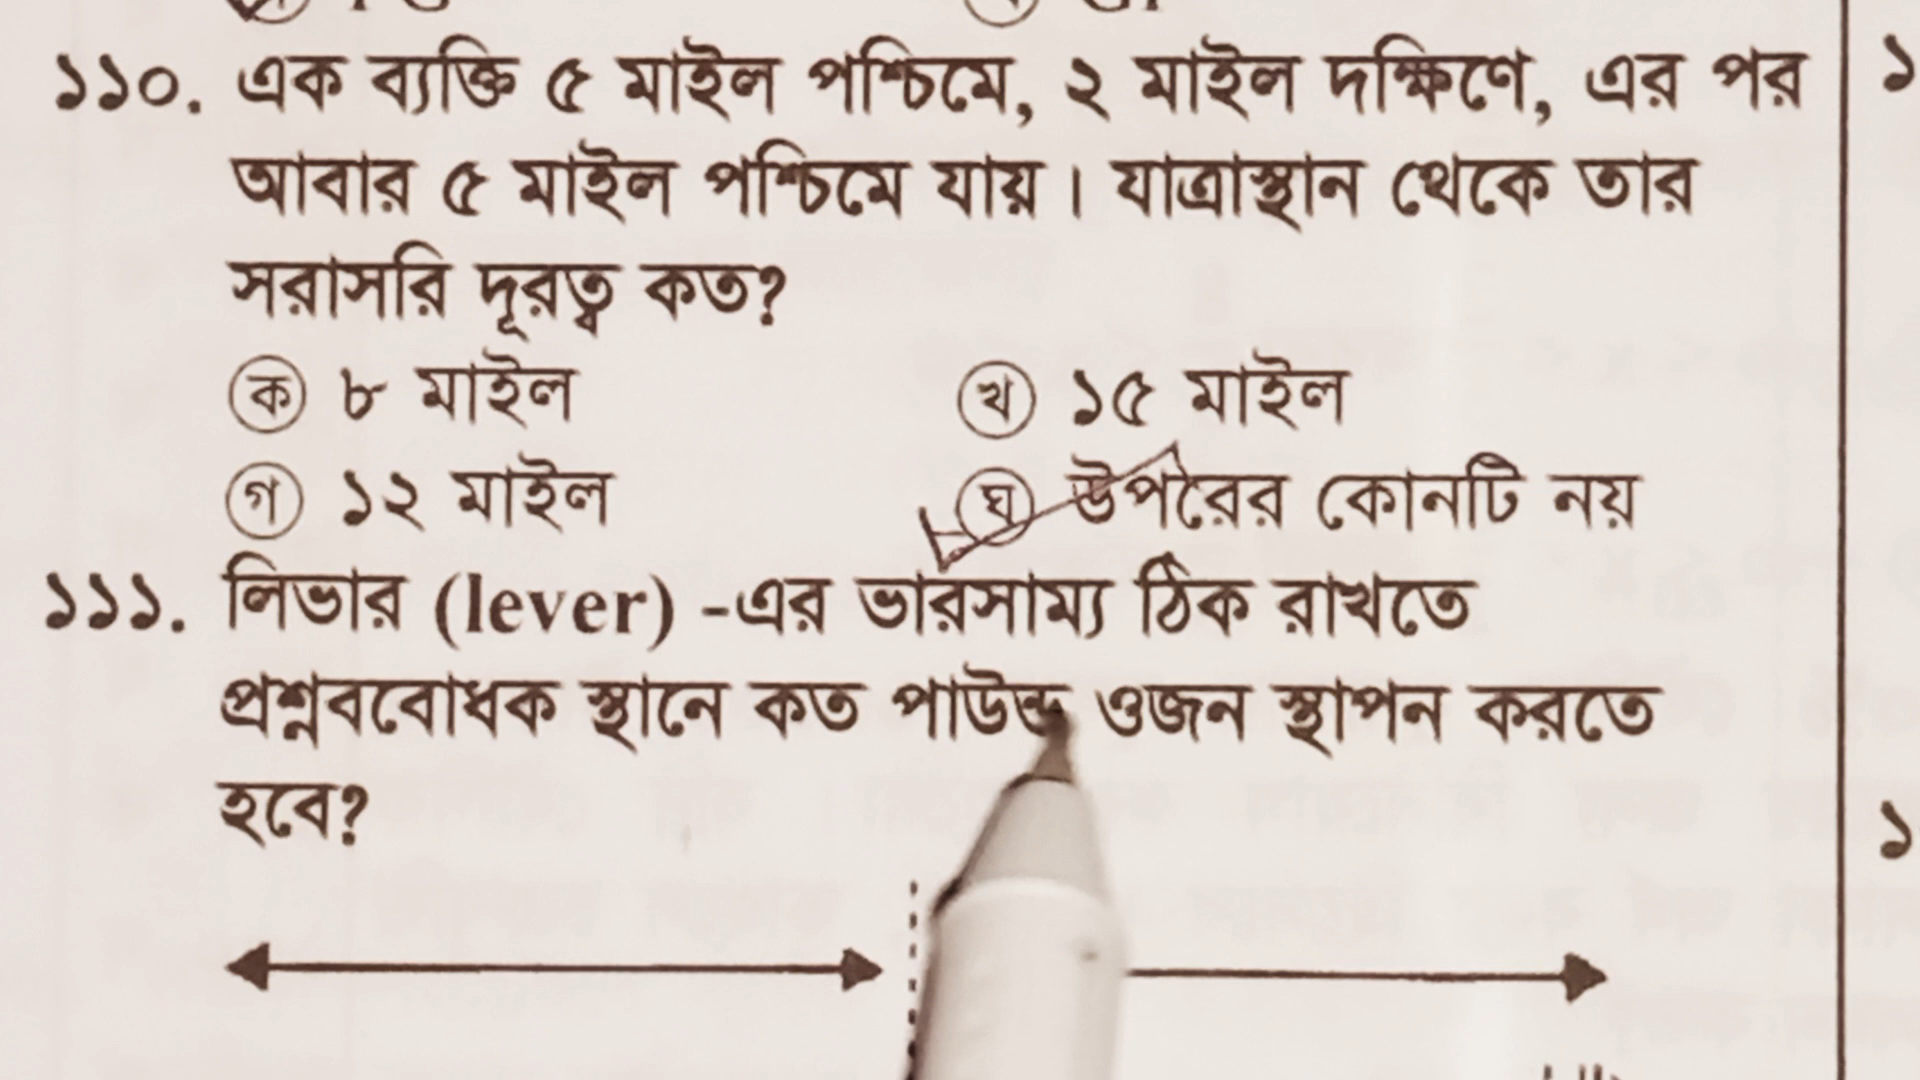 ১১০. এক ব্যক্তি ৫ মাইল পশ্চিমে, ২ মাইল দক্ষিণে, এর পর
আবার ৫ মাইল পশ্চিমে যায়। যাত্রাস্থান থেকে তার
সরাসরি দূরত্ব কত?
ক ৮ মাইল খ ১৫ মাইল
গ ১২ মাইল ঘ উপরের কোনটি নয়
১১১. লিভার (lever) -এর ভারসাম্য ঠিক রাখতে
প্রশ্নববোধক স্থানে কত পাউন্ড ওজন স্থাপন করতে
হবে?